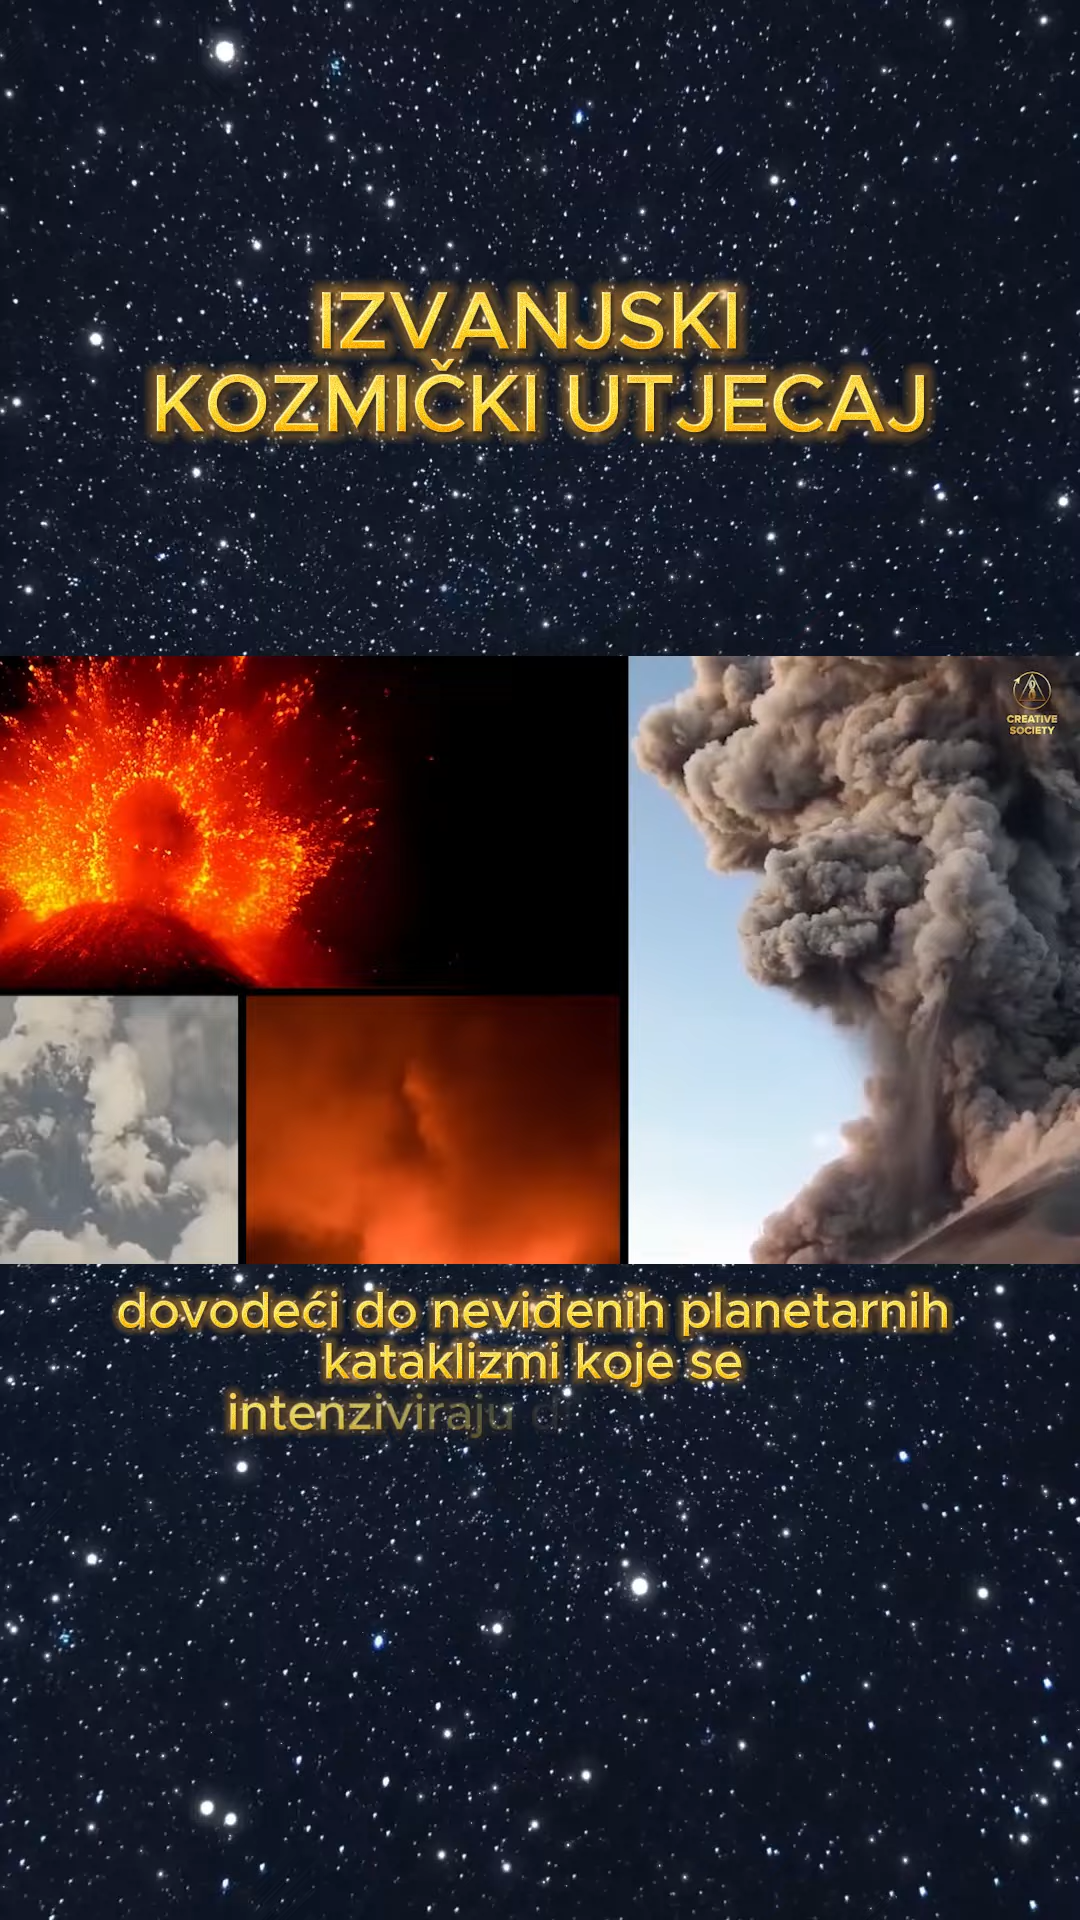 IZVANJSKI
KOZMIČKI UTJECAJ
CREATIVE
SOCIETY
dovodeći do neviđenih planetarnih
kataklizmi koje se
intenziviraju